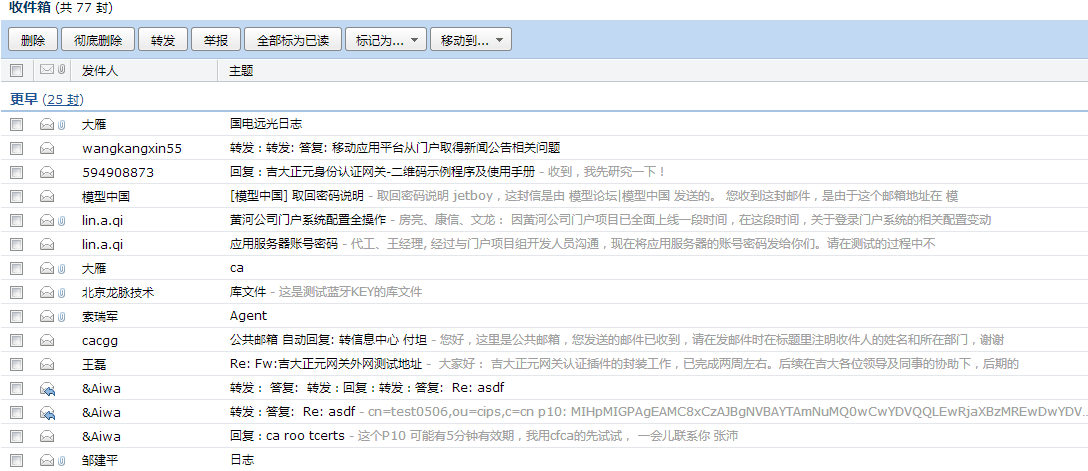 收件箱 (共 77 封)
删除 彻底删除 转发 举报 全部标为已读 标记为... 移动到...
发件人 主题
更早 (25 封)
大雁 国电远光日志
wangkangxin55 转发：转发: 答复: 移动应用平台从门户取得新闻公告相关问题
594908873 回复：吉大正元身份认证网关-二维码示例程序及使用手册 - 收到，我先研究一下！
模型中国 [模型中国] 取回密码说明 - 取回密码说明 jetboy，这封信是由 模型论坛|模型中国 发送的。 您收到这封邮件，是由于这个邮箱地址在 模
lin.a.qi 黄河公司门户系统配置全操作 - 房亮、康信、文龙： 因黄河公司门户项目已全面上线一段时间，在这段时间，关于登录门户系统的相关配置变动
lin.a.qi 应用服务器账号密码 - 代工、王经理, 经过与门户项目组开发人员沟通，现在将应用服务器的账号密码发给你们。请在测试的过程中不
大雁 ca
北京龙脉技术 库文件 - 这是测试蓝牙KEY的库文件
索瑞军 Agent
cacgg 公共邮箱 自动回复: 转信息中心 付坦 - 您好，这里是公共邮箱，您发送的邮件已收到，请在发邮件时在标题里注明收件人的姓名和所在部门，谢谢
王磊 Re: Fw:吉大正元网关外网测试地址 - 大家好： 吉大正元网关认证插件的封装工作，已完成两周左右。后续在吉大各位领导及同事的协助下，后期的
&Aiwa 转发： 答复: 转发：回复：转发：答复: Re: asdf
&Aiwa 转发：答复: Re: asdf - cn=test0506,ou=cips,c=cn p10: MIHpMIGPAgEAMC8xCzAJBgNVBAYTAmNuMQ0wCwYDVQQLEwRjaXBzMREwDwYDV...
&Aiwa 回复：ca roo tcerts - 这个P10 可能有5分钟有效期，我用cfca的先试试， 一会儿联系你 张沛
邹建平 日志